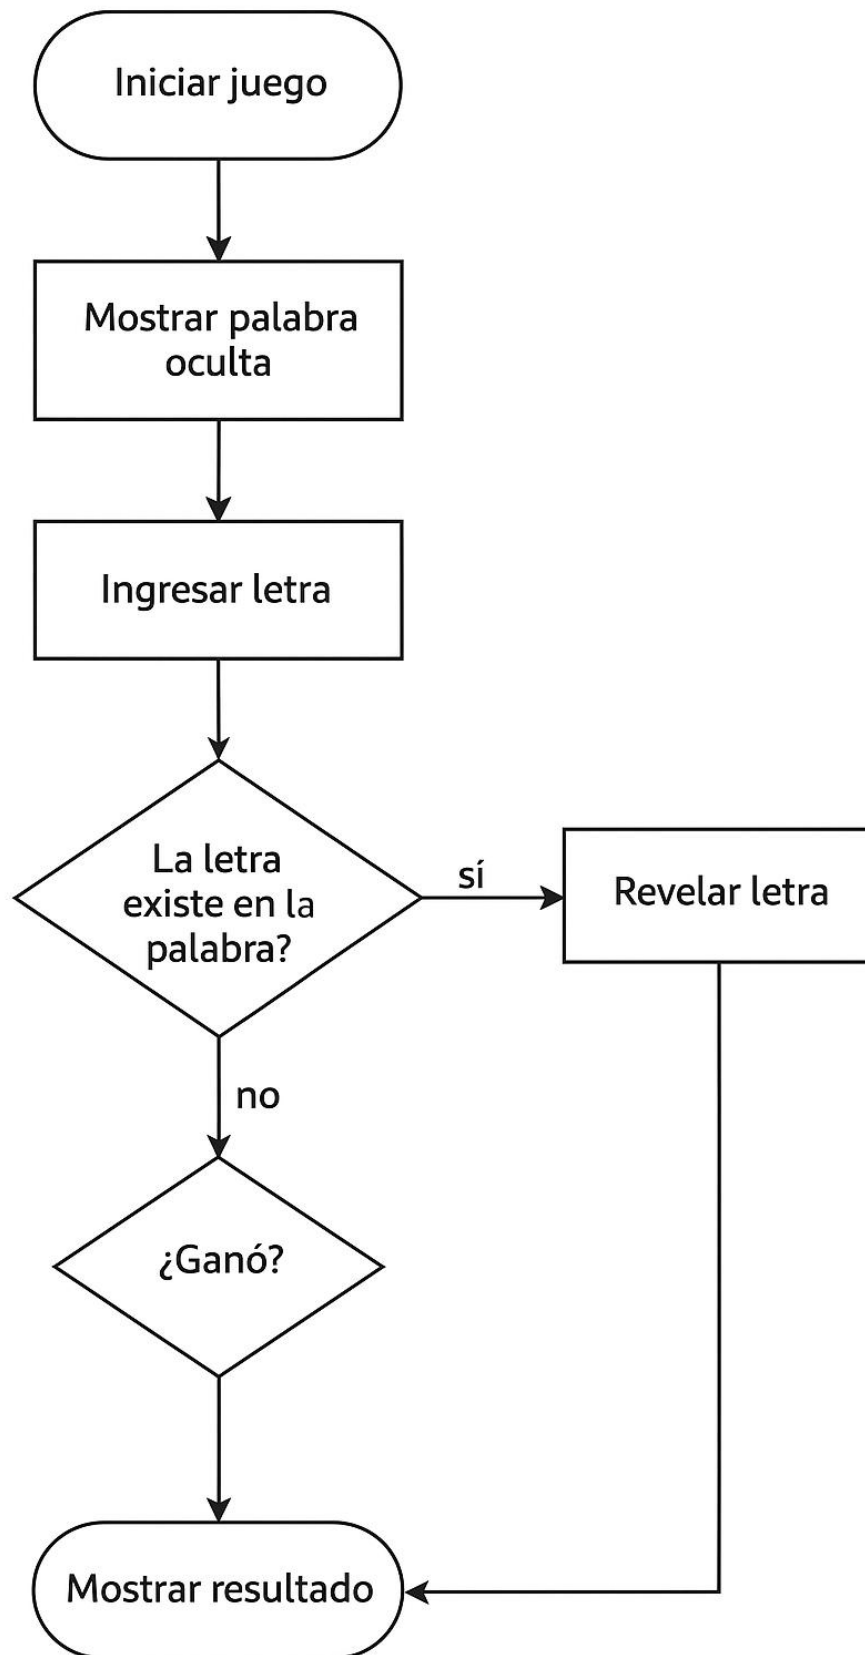 Iniciar juego
Mostrar palabra
oculta
Ingresar letra
La letra
existe en la
palabra?
sí
Revelar letra
no
¿Ganó?
Mostrar resultado